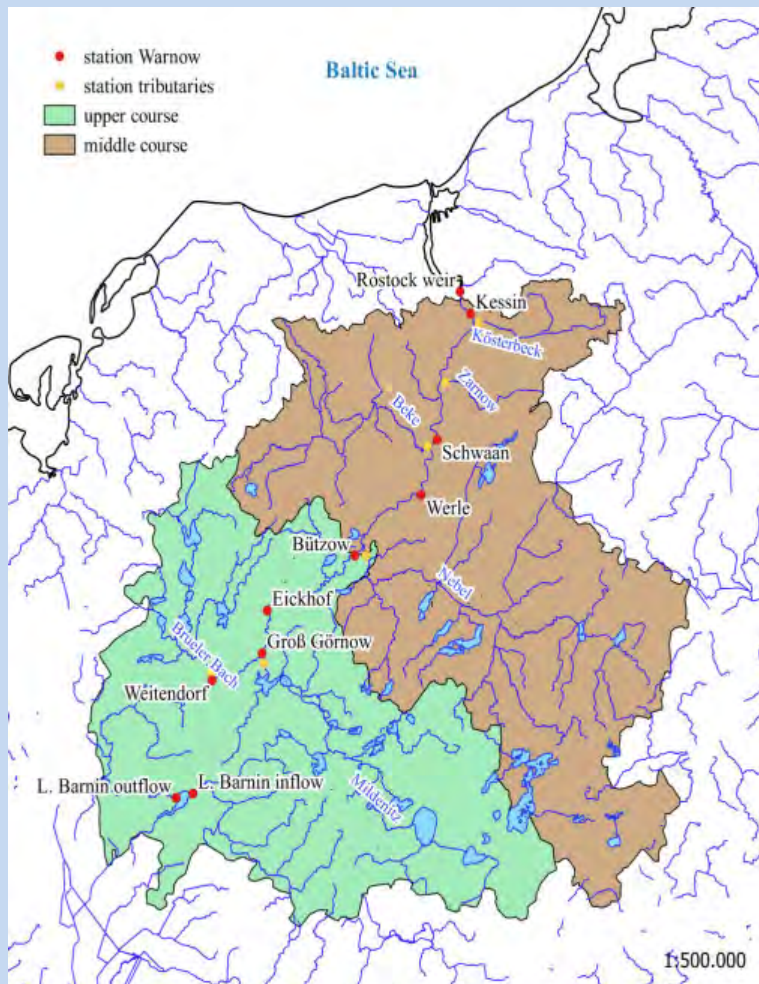 station Warnow
station tributaries
upper course
middle course
Baltic Sea
Rostock weir
Kessin
Kösterbeck
Zarnow
Beke
Schwaan
Werle
Bützow
Nebel
Eickhof
Groß Görnow
Brueler Bach
Weitendorf
L. Barnin outflow
L. Barnin inflow
Mildenitz
1:500.000